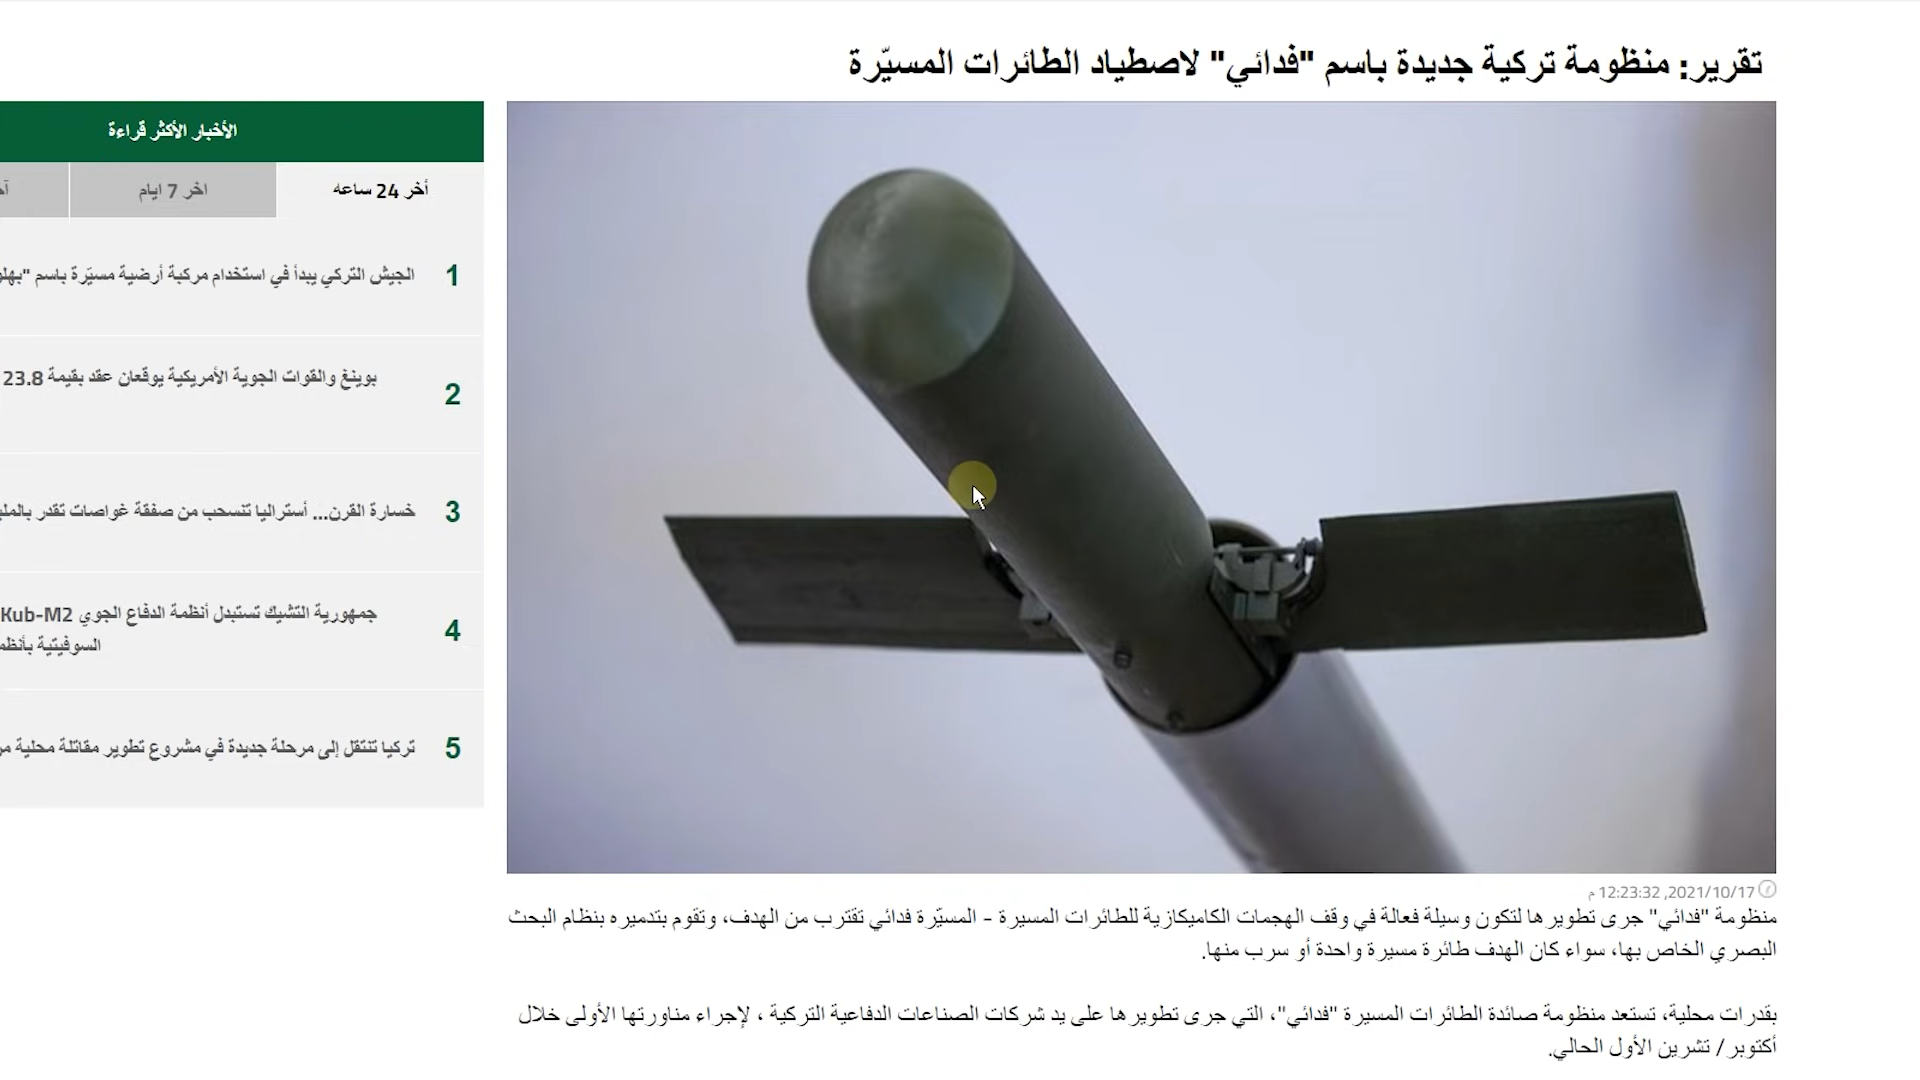 تقرير: منظومة تركية جديدة باسم "فدائي" لاصطياد الطائرات المسيّرة
2021/10/17, 12:23:32 م
منظومة "فدائي" جرى تطويرها لتكون وسيلة فعالة في وقف الهجمات الكاميكازية للطائرات المسيرة - المسيّرة فدائي تقترب من الهدف، وتقوم بتدميره بنظام البحث
البصري الخاص بها، سواء كان الهدف طائرة مسيرة واحدة أو سرب منها.
بقدرات محلية، تستعد منظومة صائدة الطائرات المسيرة "فدائي"، التي جرى تطويرها على يد شركات الصناعات الدفاعية التركية ، لإجراء مناورتها الأولى خلال
أكتوبر/ تشرين الأول الحالي.
الأخبار الأكثر قراءة
أخر 24 ساعه
اخر 7 ايام
1
الجيش التركي يبدأ في استخدام مركبة أرضية مسيّرة باسم
2
بوينغ والقوات الجوية الأمريكية يوقعان عقد بقيمة 23.8
3
خسارة القرن... أستراليا تنسحب من صفقة غواصات تقدر
4
جمهورية التشيك تستبدل أنظمة الدفاع الجوي Kub-M2
السوفيتية
5
تركيا تنتقل إلى مرحلة جديدة في مشروع تطوير مقاتلة محلية